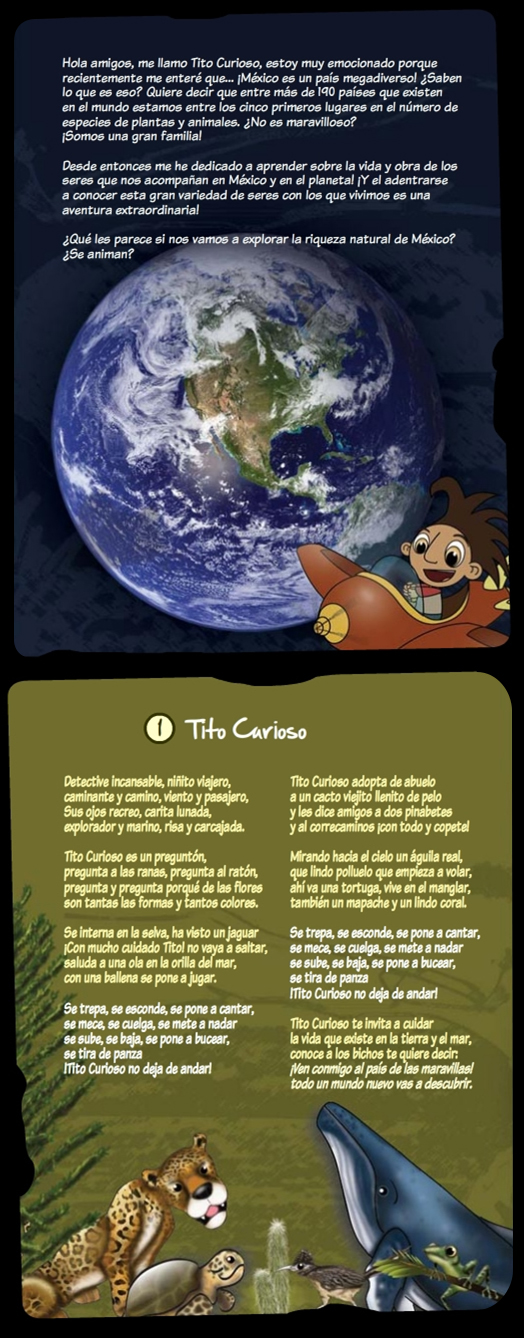 Hola amigos, me llamo Tito Curioso, estoy muy emocionado porque
recientemente me enteré que... ¡México es un país megadiverso! ¿Saben
lo que es eso? Quiere decir que entre más de 190 países que existen
en el mundo estamos entre los cinco primeros lugares en el número de
especies de plantas y animales. ¿No es maravilloso?
¡Somos una gran familia!
Desde entonces me he dedicado a aprender sobre la vida y obra de los
seres que nos acompañan en México y en el planeta! ¡Y el adentrarse
a conocer esta gran variedad de seres con los que vivimos es una
aventura extraordinaria!
¿Qué les parece si nos vamos a explorar la riqueza natural de México?
¿Se animan?
1 Tito Curioso
Detective incansable, niñito viajero,
caminante y camino, viento y pasajero,
Sus ojos recreo, carita lunada,
explorador y marino, risa y carcajada.
Tito Curioso es un preguntón,
pregunta a las ranas, pregunta al ratón,
pregunta y pregunta porqué de las flores
son tantas las formas y tantos colores.
Se interna en la selva, ha visto un jaguar
¡Con mucho cuidado Tito! no vaya a saltar,
saluda a una ola en la orilla del mar,
con una ballena se pone a jugar.
Se trepa, se esconde, se pone a cantar,
se mece, se cuelga, se mete a nadar
se sube, se baja, se pone a bucear,
se tira de panza
¡Tito Curioso no deja de andar!
Tito Curioso adopta de abuelo
a un cacto viejito llenito de pelo
y les dice amigos a dos pinabetes
y al correcaminos ¡con todo y copete!
Mirando hacia el cielo un águila real,
que lindo polluelo que empieza a volar,
ahí va una tortuga, vive en el manglar,
también un mapache y un lindo coral.
Se trepa, se esconde, se pone a cantar,
se mece, se cuelga, se mete a nadar
se sube, se baja, se pone a bucear,
se tira de panza
¡Tito Curioso no deja de andar!
Tito Curioso te invita a cuidar
la vida que existe en la tierra y el mar,
conoce a los bichos te quiere decir:
¡Ven conmigo al país de las maravillas!
todo un mundo nuevo vas a descubrir.